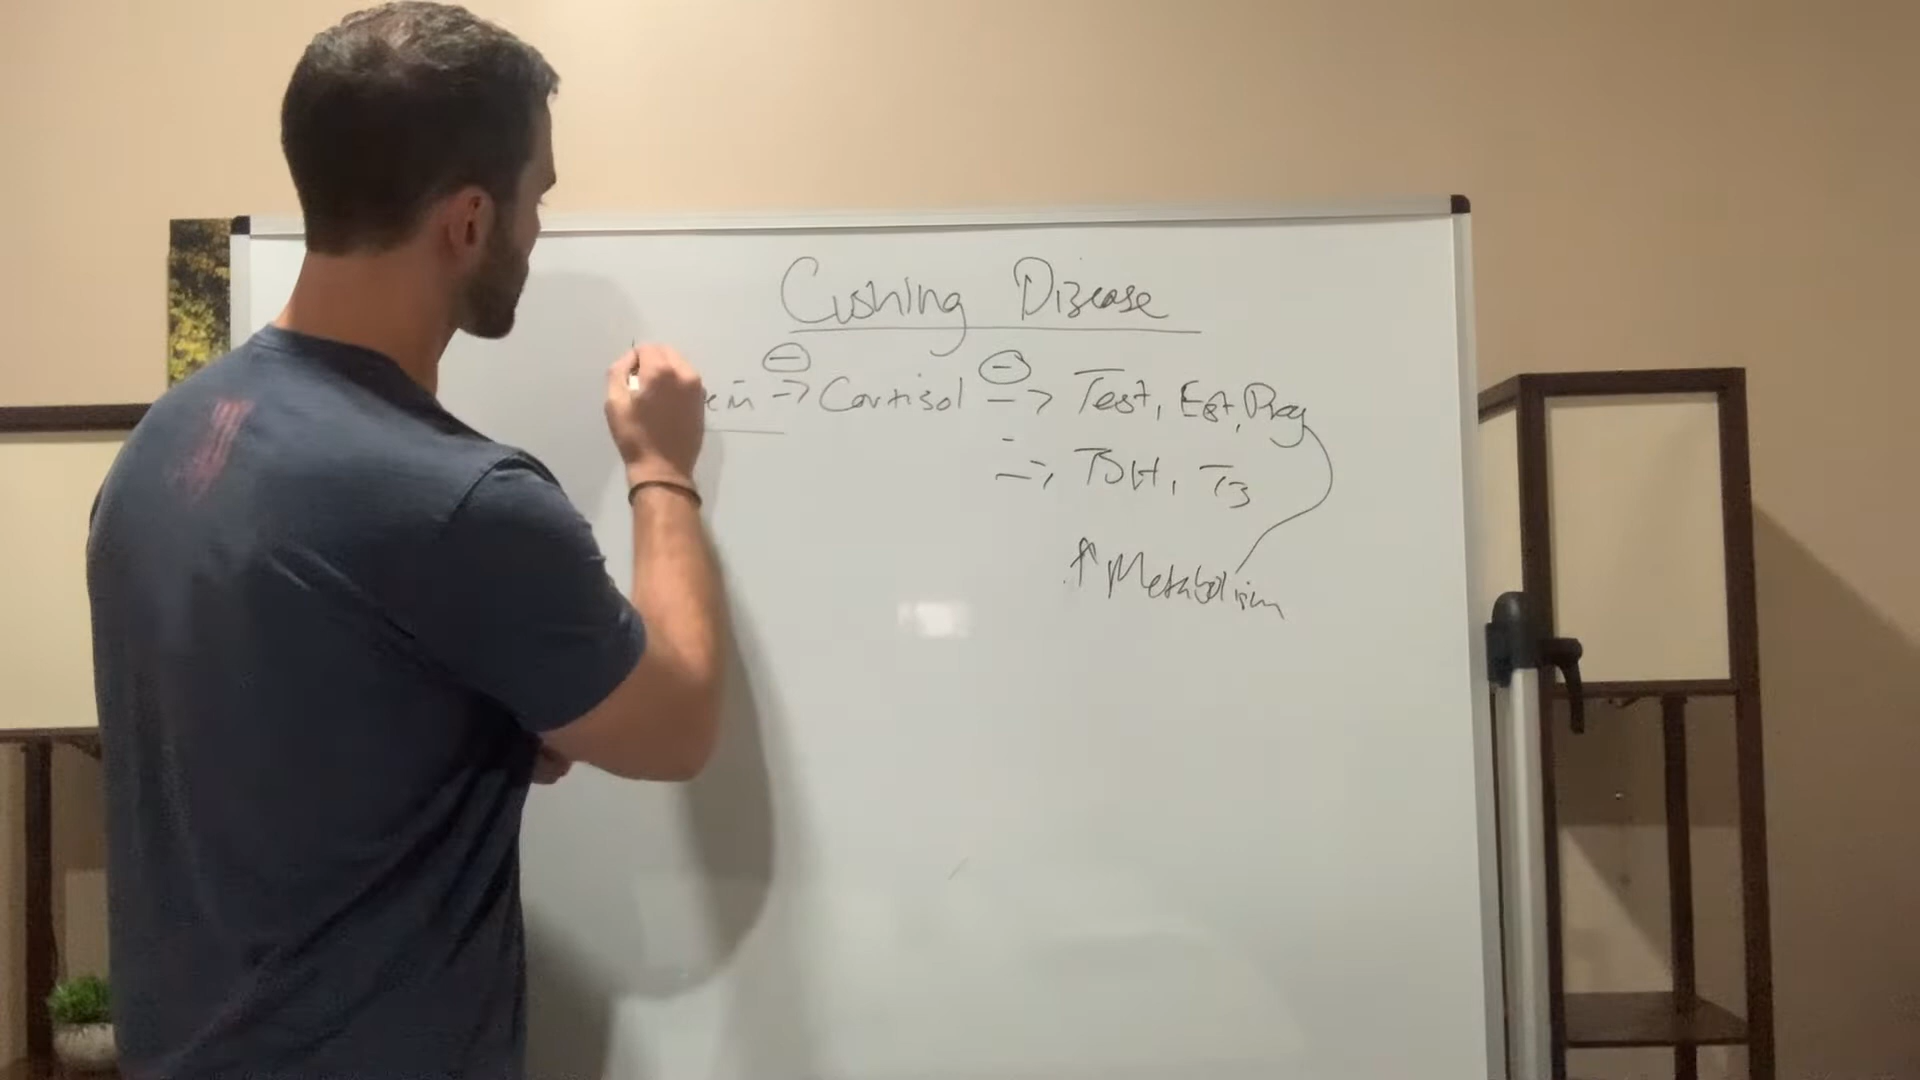 Cushing Disease
⊖ ⊖
-> Cortisol -> Test, Est, Prog
-> TSH, T3
↑ Metabolism